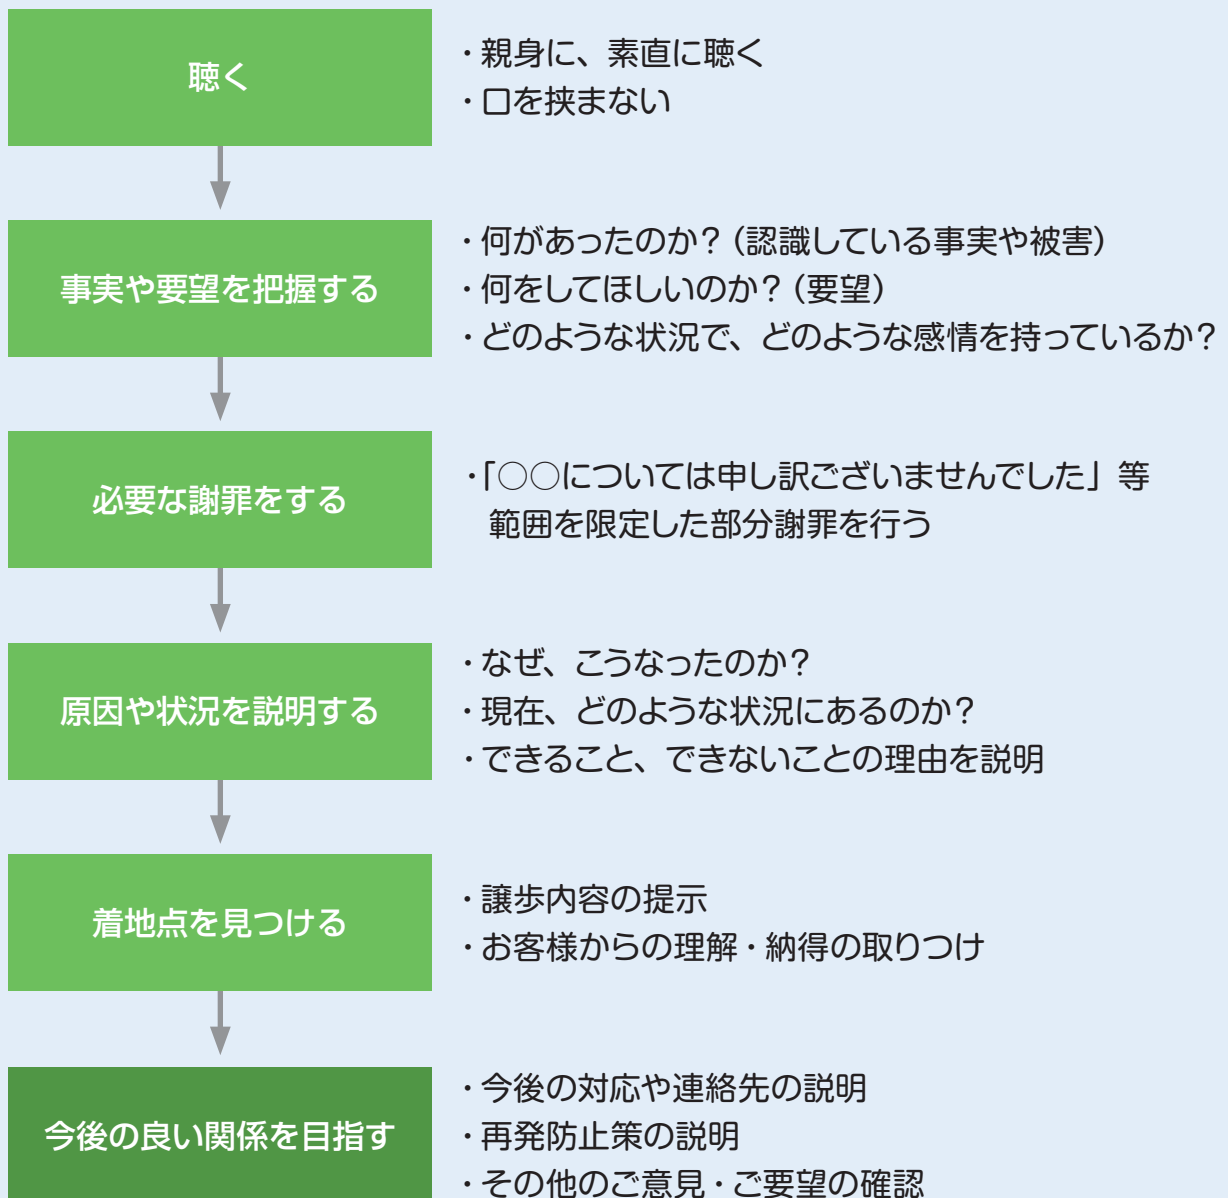 聴く
・親身に、素直に聴く
・口を挟まない
事実や要望を把握する
・何があったのか？（認識している事実や被害）
・何をしてほしいのか？（要望）
・どのような状況で、どのような感情を持っているか？
必要な謝罪をする
・「○○については申し訳ございませんでした」等
範囲を限定した部分謝罪を行う
原因や状況を説明する
・なぜ、こうなったのか？
・現在、どのような状況にあるのか？
・できること、できないことの理由を説明
着地点を見つける
・譲歩内容の提示
・お客様からの理解・納得の取りつけ
今後の良い関係を目指す
・今後の対応や連絡先の説明
・再発防止策の説明
・その他のご意見・ご要望の確認